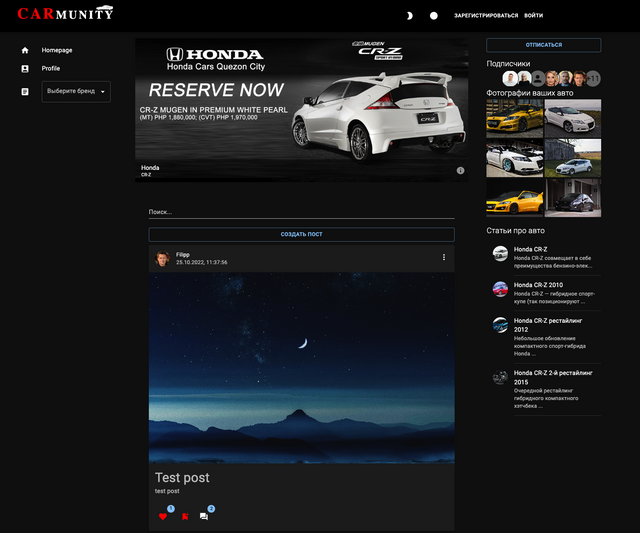 CARMUNITY
ЗАРЕГИСТРИРОВАТЬСЯ ВОЙТИ
Homepage
Profile
Выберите бренд
HONDA
Honda Cars Quezon City
MUGEN
CR-Z
RESERVE NOW
CR-Z MUGEN IN PREMIUM WHITE PEARL
(MT) PHP 1,880,000; (CVT) PHP 1,970,000
CR-Z
Honda
CR-Z
Поиск...
СОЗДАТЬ ПОСТ
Filipp
25.10.2022, 11:37:56
Test post
test post
1
2
ОТПИСАТЬСЯ
Подписчики
+11
Фотографии ваших авто
Статьи про авто
Honda CR-Z
Honda CR-Z совмещает в себе
преимущества бензино-элек...
Honda CR-Z 2010
Honda CR-Z — гибридное спорт-
купе (так позиционируют ...
Honda CR-Z рестайлинг
2012
Небольшое обновление
компактного спорт-гибрида
Honda ...
Honda CR-Z 2-й рестайлинг
2015
Очередной рестайлинг
гибридного компактного
хэтчбека ...